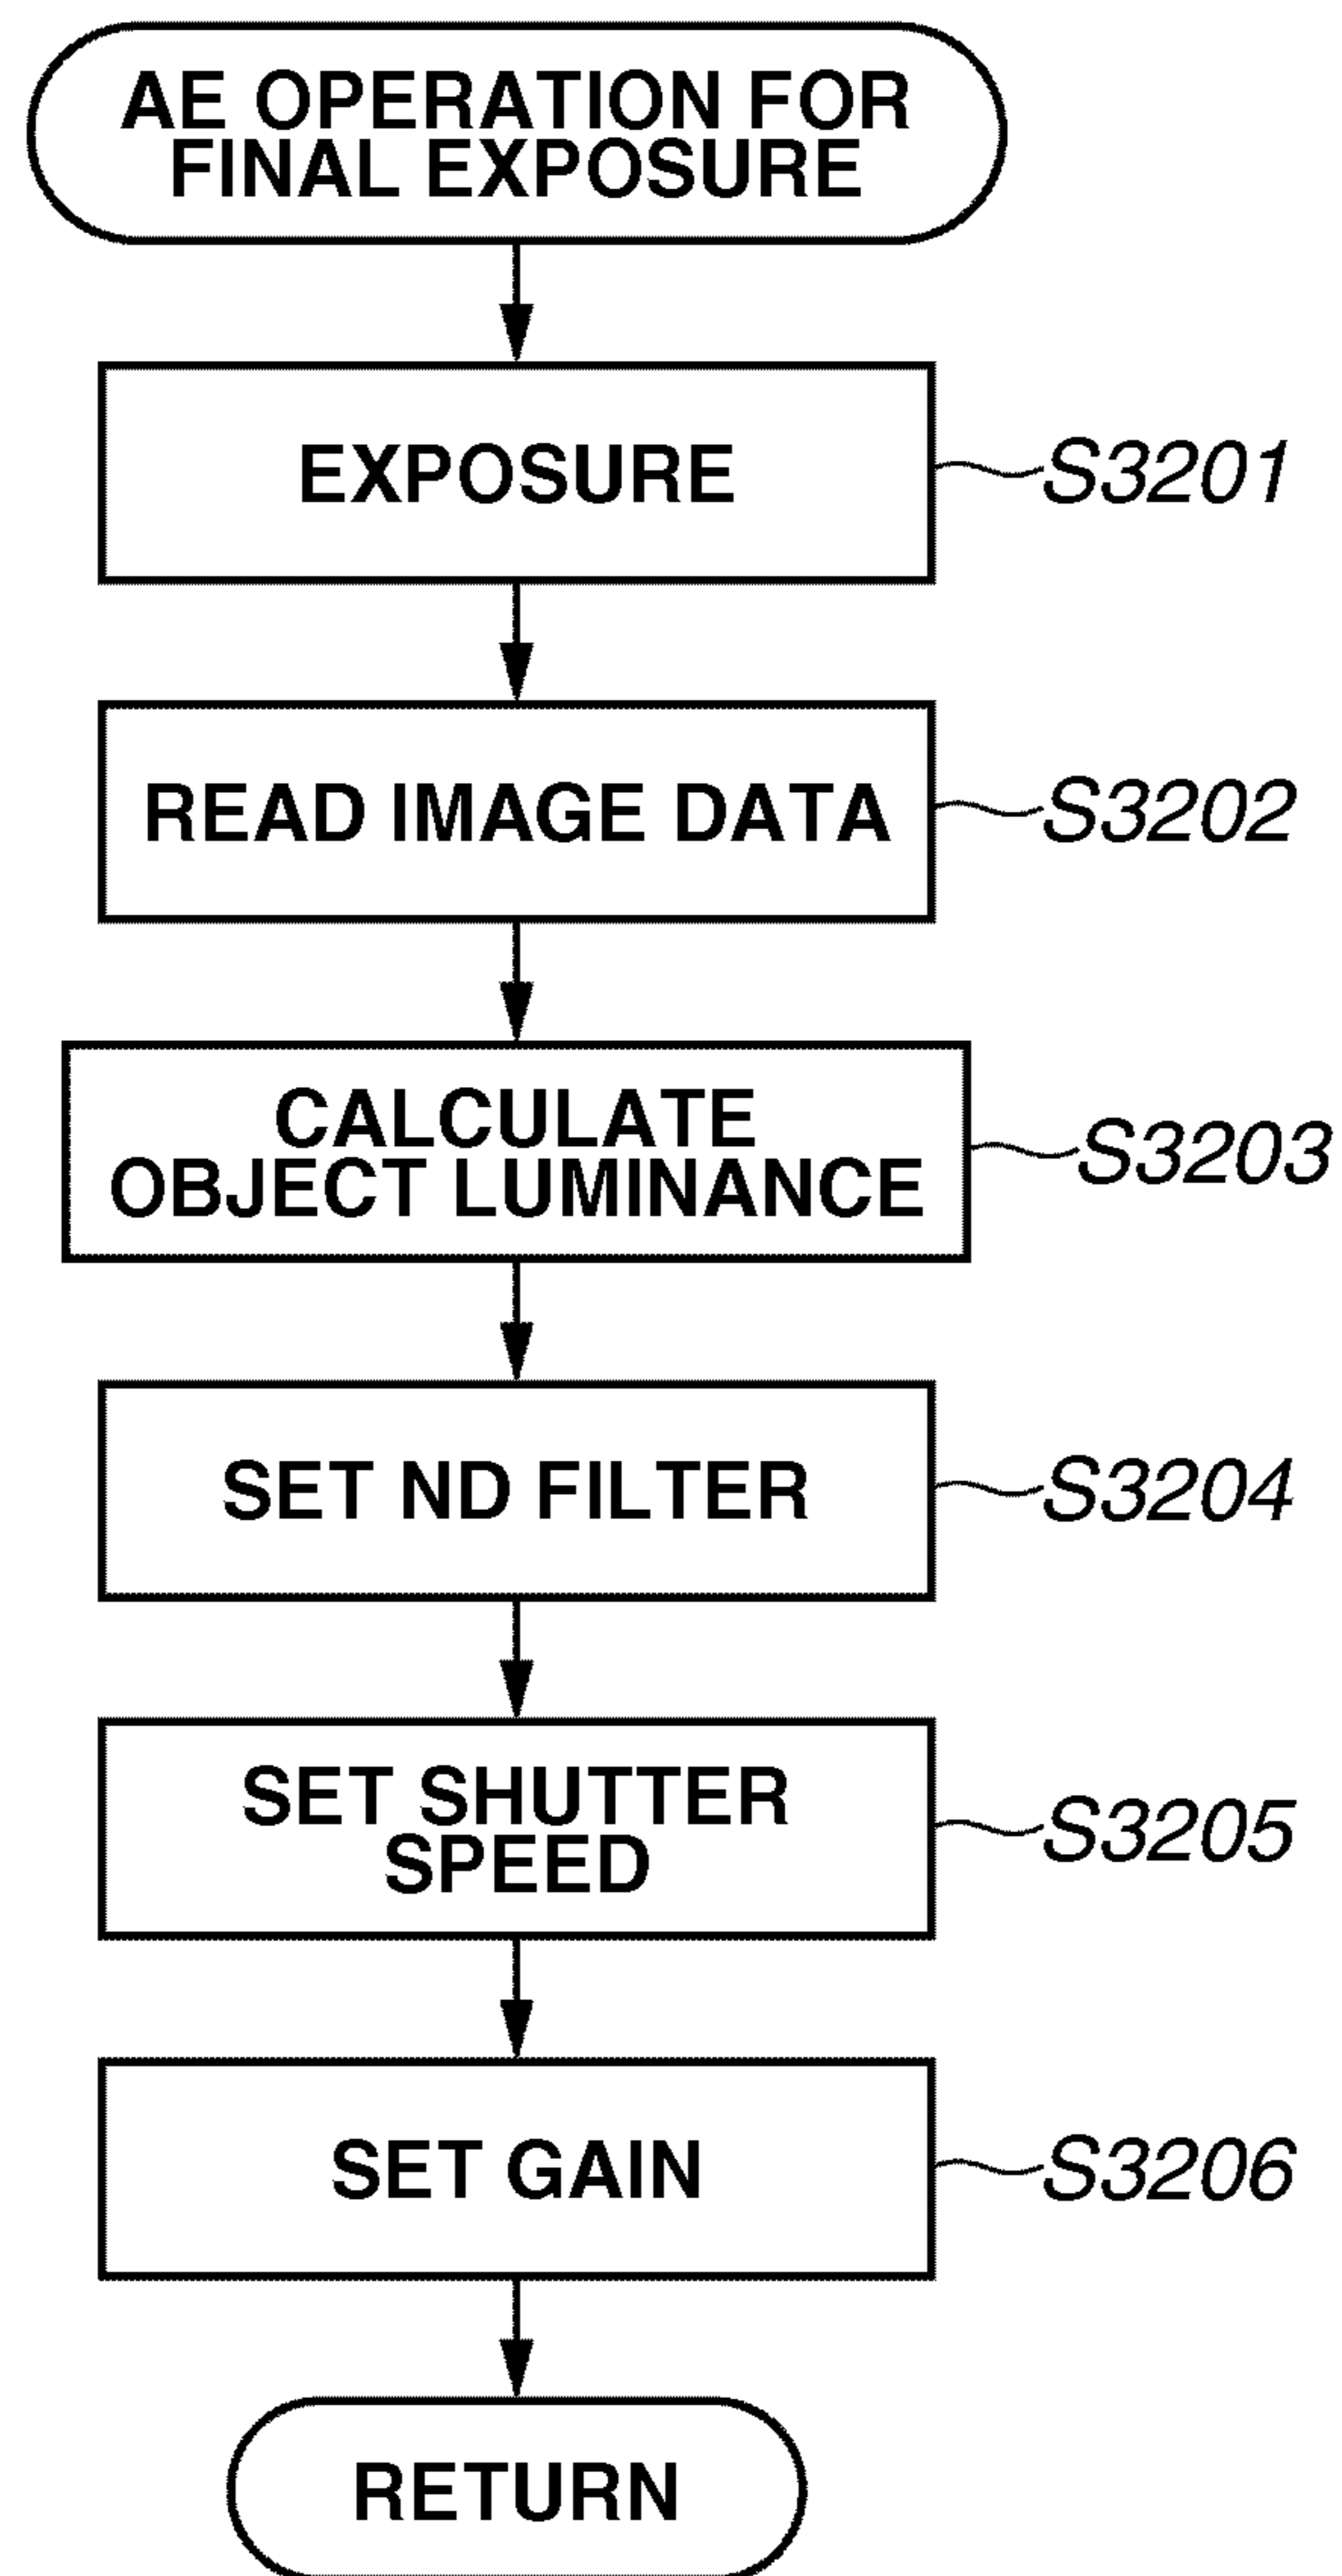 AE OPERATION FOR
FINAL EXPOSURE
EXPOSURE
S3201
READ IMAGE DATA
S3202
CALCULATE
OBJECT LUMINANCE
S3203
SET ND FILTER
S3204
SET SHUTTER
SPEED
S3205
SET GAIN
S3206
RETURN